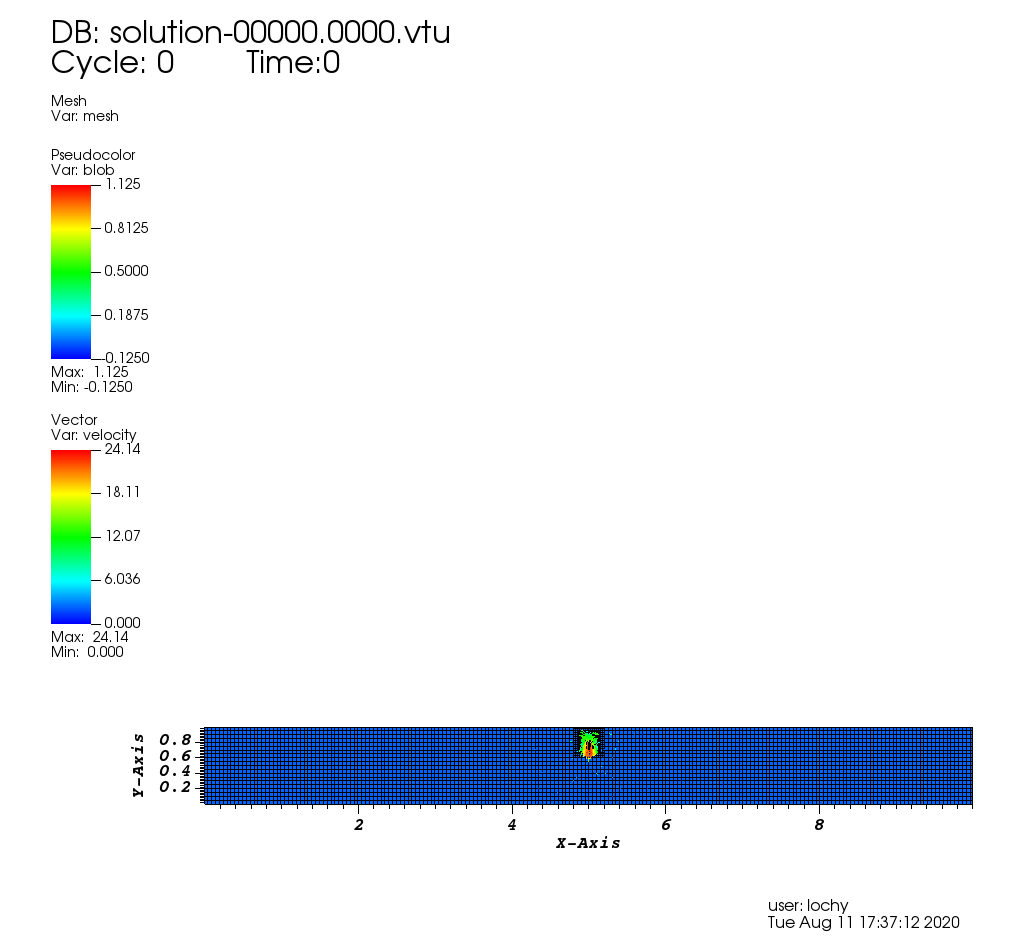 DB: solution-00000.0000.vtu
Cycle: 0 Time:0
Mesh
Var: mesh
Pseudocolor
Var: blob
1.125
0.8125
0.5000
0.1875
-0.1250
Max: 1.125
Min: -0.1250
Vector
Var: velocity
24.14
18.11
12.07
6.036
0.000
Max: 24.14
Min: 0.000
Y-Axis
0.8
0.6
0.4
0.2
2 4 6 8
X-Axis
user: lochy
Tue Aug 11 17:37:12 2020